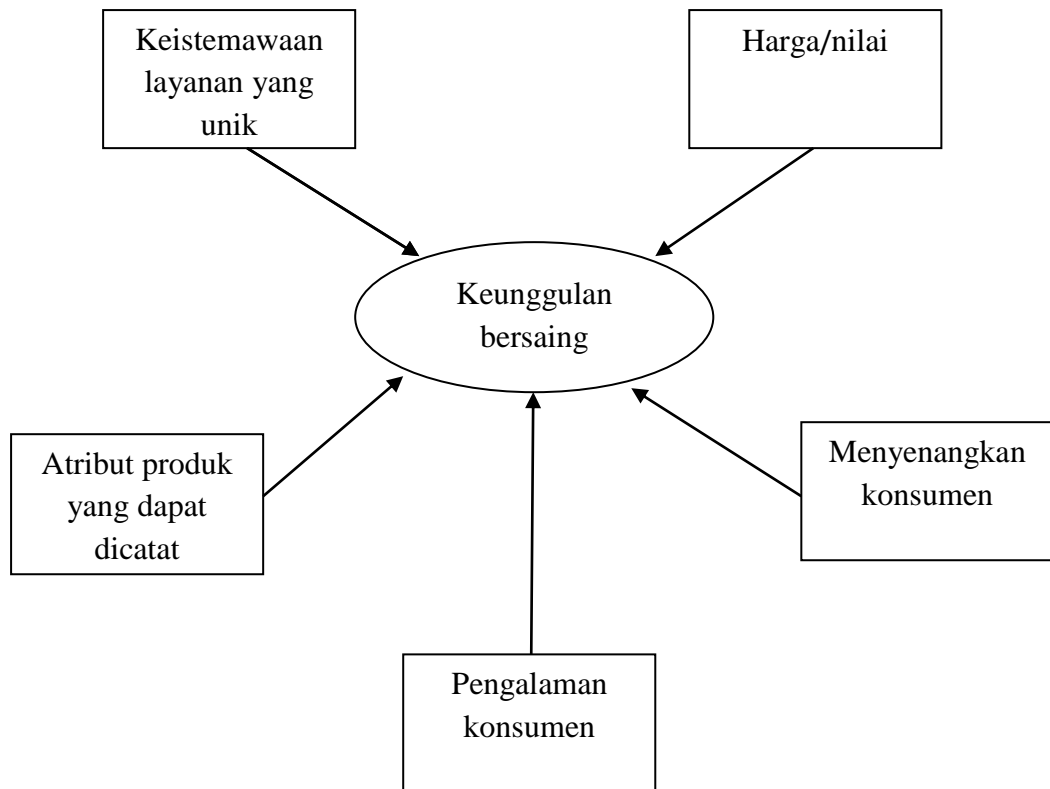 Keistemawaan
layanan yang
unik
Harga/nilai
Keunggulan
bersaing
Atribut produk
yang dapat
dicatat
Menyenangkan
konsumen
Pengalaman
konsumen